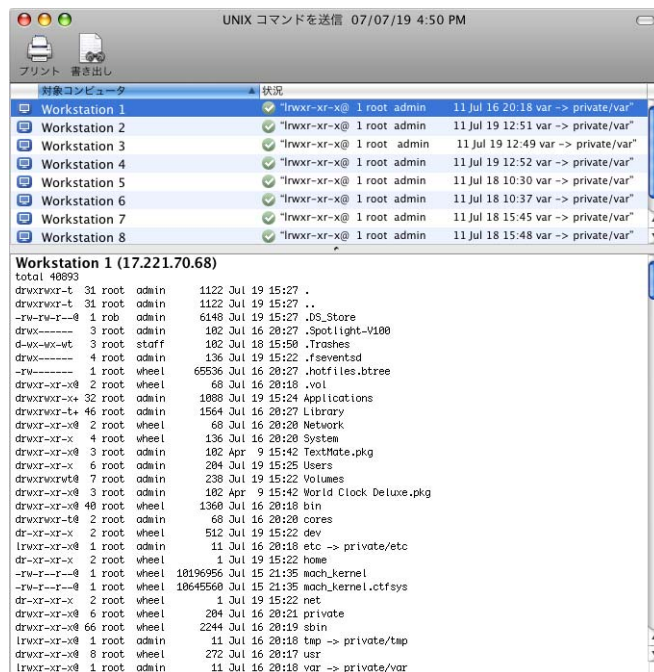 UNIX コマンドを送信 07/07/19 4:50 PM
プリント 書き出し
対象コンピュータ 状況
Workstation 1 "lrwxr-xr-x@ 1 root admin 11 Jul 16 20:18 var -> private/var"
Workstation 2 "lrwxr-xr-x@ 1 root admin 11 Jul 19 12:51 var -> private/var"
Workstation 3 "lrwxr-xr-x@ 1 root admin 11 Jul 19 12:49 var -> private/var"
Workstation 4 "lrwxr-xr-x@ 1 root admin 11 Jul 19 12:52 var -> private/var"
Workstation 5 "lrwxr-xr-x@ 1 root admin 11 Jul 18 10:30 var -> private/var"
Workstation 6 "lrwxr-xr-x@ 1 root admin 11 Jul 18 10:37 var -> private/var"
Workstation 7 "lrwxr-xr-x@ 1 root admin 11 Jul 18 15:45 var -> private/var"
Workstation 8 "lrwxr-xr-x@ 1 root admin 11 Jul 18 15:48 var -> private/var"
Workstation 1 (17.221.70.68)
total 40893
drwxrwxr-t 31 root admin 1122 Jul 19 15:27 .
drwxrwxr-t 31 root admin 1122 Jul 19 15:27 ..
-rw-rw-r--@ 1 rob admin 6148 Jul 19 15:27 .DS_Store
drwx------ 3 root admin 102 Jul 16 20:27 .Spotlight-V100
d-wx-wx-wt 3 root staff 102 Jul 18 15:50 .Trashes
drwx------ 4 root admin 136 Jul 19 15:22 .fseventsd
-rw------- 1 root wheel 65536 Jul 16 20:27 .hotfiles.btree
drwxr-xr-x@ 2 root wheel 68 Jul 16 20:18 .vol
drwxrwxr-x+ 32 root admin 1088 Jul 19 15:24 Applications
drwxrwxr-t+ 46 root admin 1564 Jul 16 20:27 Library
drwxr-xr-x@ 2 root wheel 68 Jul 16 20:20 Network
drwxr-xr-x 4 root wheel 136 Jul 16 20:20 System
drwxr-xr-x@ 3 root admin 102 Apr 9 15:42 TextMate.pkg
drwxr-xr-x 6 root admin 204 Jul 19 15:25 Users
drwxrwxrwt@ 7 root admin 238 Jul 19 15:22 Volumes
drwxr-xr-x@ 3 root admin 102 Apr 9 15:42 World Clock Deluxe.pkg
drwxr-xr-x@ 40 root wheel 1360 Jul 16 20:18 bin
drwxrwxr-t@ 2 root admin 68 Jul 16 20:20 cores
dr-xr-xr-x 2 root wheel 512 Jul 19 15:22 dev
lrwxr-xr-x@ 1 root admin 11 Jul 16 20:18 etc -> private/etc
dr-xr-xr-x 2 root wheel 1 Jul 19 15:22 home
-rw-r--r--@ 1 root wheel 10196956 Jul 15 21:35 mach_kernel
-rw-r--r--@ 1 root wheel 10645560 Jul 15 21:35 mach_kernel.ctfsys
dr-xr-xr-x 2 root wheel 1 Jul 19 15:22 net
drwxr-xr-x@ 6 root wheel 204 Jul 16 20:21 private
drwxr-xr-x@ 66 root wheel 2244 Jul 16 20:19 sbin
lrwxr-xr-x@ 1 root admin 11 Jul 16 20:18 tmp -> private/tmp
drwxr-xr-x@ 8 root wheel 272 Jul 16 20:17 usr
lrwxr-xr-x@ 1 root admin 11 Jul 16 20:18 var -> private/var